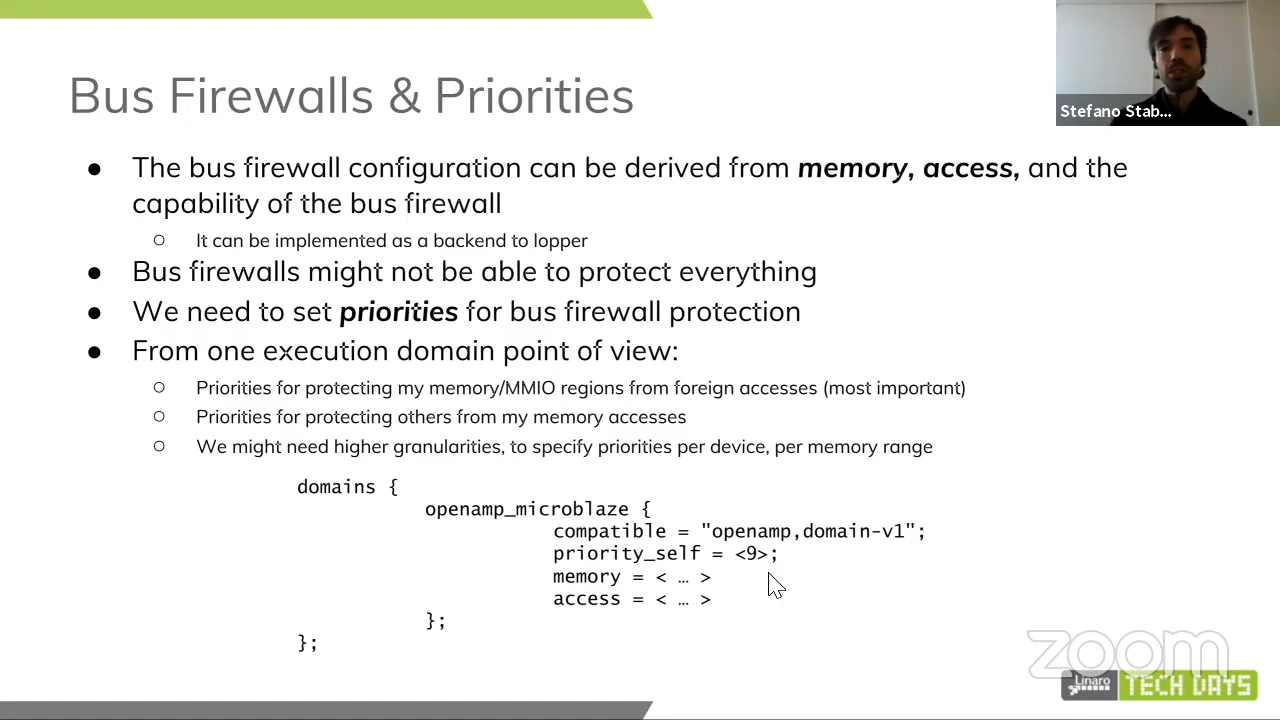 Bus Firewalls & Priorities
Stefano Stab...
● The bus firewall configuration can be derived from memory, access, and the
capability of the bus firewall
○ It can be implemented as a backend to lopper
● Bus firewalls might not be able to protect everything
● We need to set priorities for bus firewall protection
● From one execution domain point of view:
○ Priorities for protecting my memory/MMIO regions from foreign accesses (most important)
○ Priorities for protecting others from my memory accesses
○ We might need higher granularities, to specify priorities per device, per memory range
domains {
openamp_microblaze {
compatible = "openamp,domain-v1";
priority_self = <9>;
memory = < … >
access = < … >
};
};
zoom
Linaro TECH DAYS